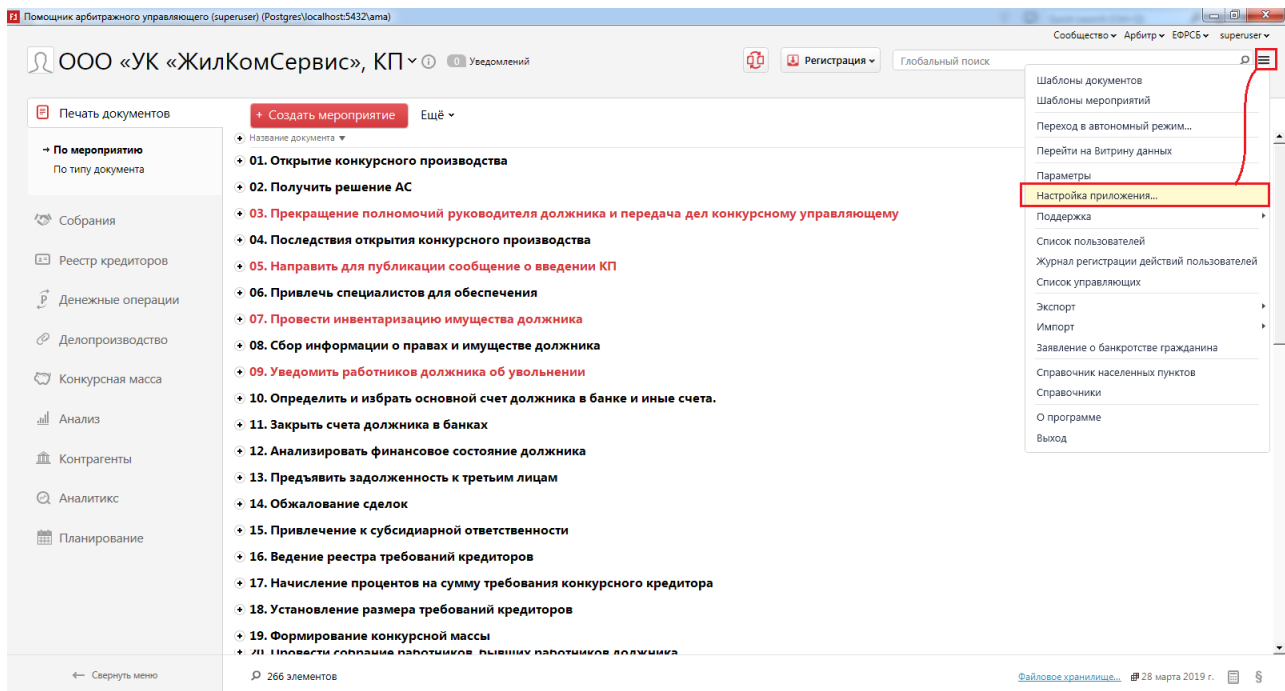 Помощник арбитражного управляющего (superuser) (Postgres\localhost:5432\ama)
Сообщество Арбитр ЕФРСБ superuser
ООО «УК «ЖилКомСервис», КП 0 Уведомлений
Регистрация
Глобальный поиск
Печать документов
→ По мероприятию
По типу документа
Собрания
Реестр кредиторов
Денежные операции
Делопроизводство
Конкурсная масса
Анализ
Контрагенты
Аналитикс
Планирование
← Свернуть меню
+ Создать мероприятие
Ещё
Название документа
01. Открытие конкурсного производства
02. Получить решение АС
03. Прекращение полномочий руководителя должника и передача дел конкурсному управляющему
04. Последствия открытия конкурсного производства
05. Направить для публикации сообщение о введении КП
06. Привлечь специалистов для обеспечения
07. Провести инвентаризацию имущества должника
08. Сбор информации о правах и имуществе должника
09. Уведомить работников должника об увольнении
10. Определить и избрать основной счет должника в банке и иные счета.
11. Закрыть счета должника в банках
12. Анализировать финансовое состояние должника
13. Предъявить задолженность к третьим лицам
14. Обжалование сделок
15. Привлечение к субсидиарной ответственности
16. Ведение реестра требований кредиторов
17. Начисление процентов на сумму требования конкурсного кредитора
18. Установление размера требований кредиторов
19. Формирование конкурсной массы
20. Провести собрание работников, бывших работников должника
Шаблоны документов
Шаблоны мероприятий
Переход в автономный режим...
Перейти на Витрину данных
Параметры
Настройка приложения...
Поддержка
Список пользователей
Журнал регистрации действий пользователей
Список управляющих
Экспорт
Импорт
Заявление о банкротстве гражданина
Справочник населенных пунктов
Справочники
О программе
Выход
266 элементов
Файловое хранилище...
28 марта 2019 г.
§